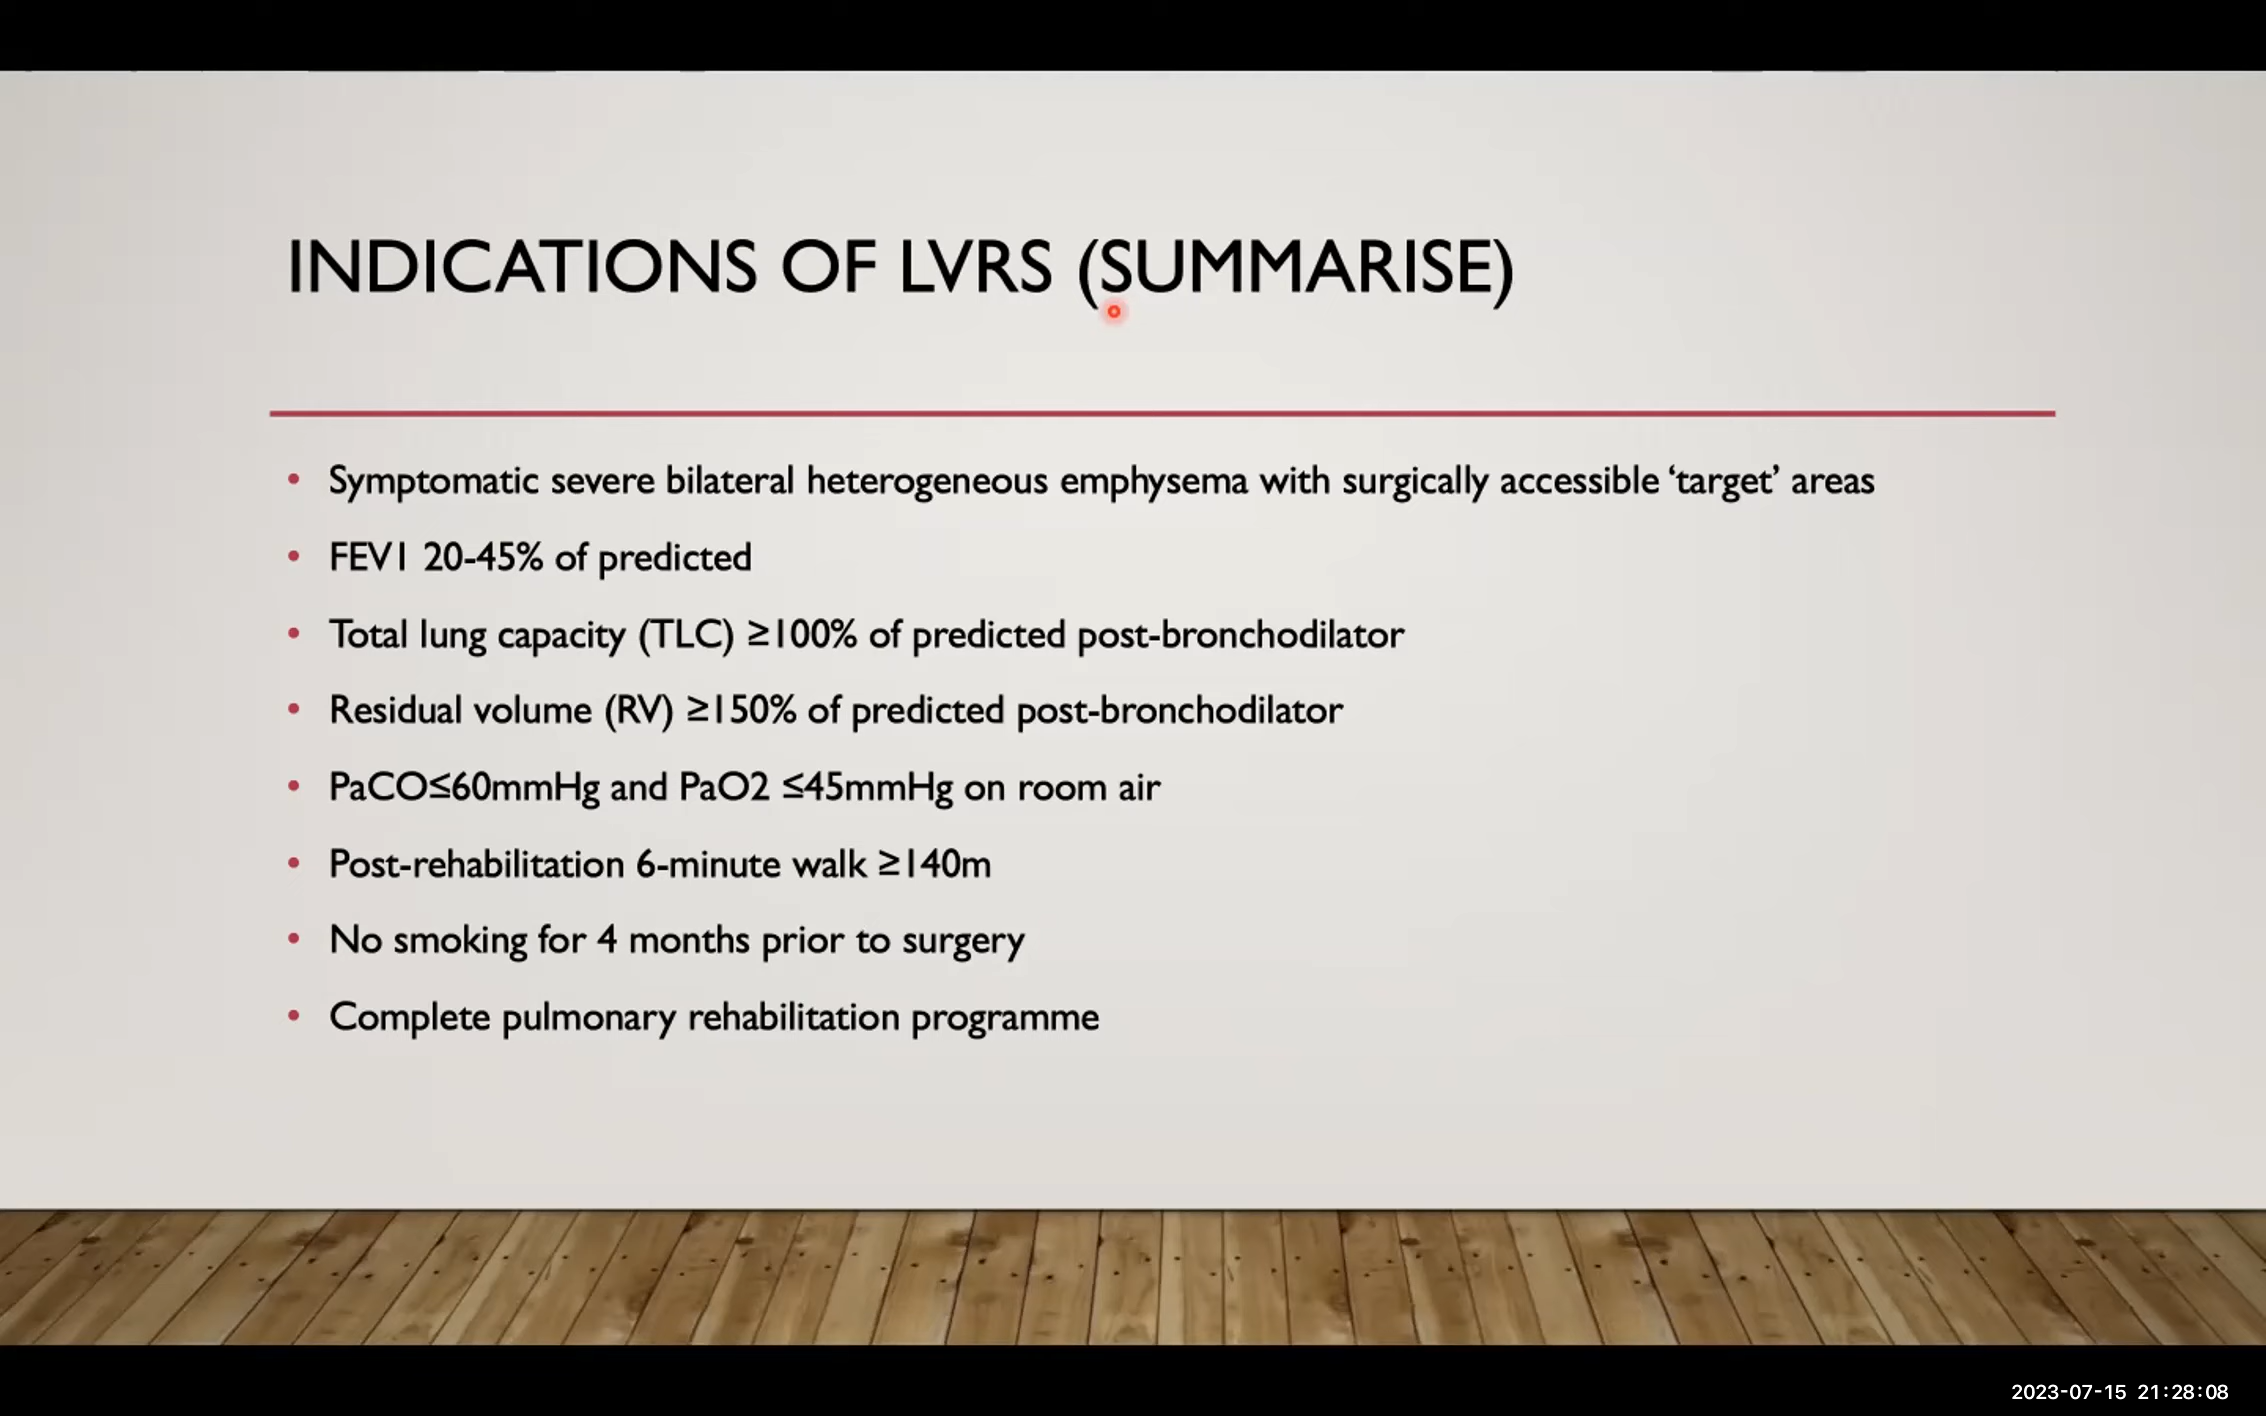 INDICATIONS OF LVRS (SUMMARISE)
• Symptomatic severe bilateral heterogeneous emphysema with surgically accessible ‘target’ areas
• FEV1 20-45% of predicted
• Total lung capacity (TLC) ≥100% of predicted post-bronchodilator
• Residual volume (RV) ≥150% of predicted post-bronchodilator
• PaCO≤60mmHg and PaO2 ≤45mmHg on room air
• Post-rehabilitation 6-minute walk ≥140m
• No smoking for 4 months prior to surgery
• Complete pulmonary rehabilitation programme
2023-07-15 21:28:08